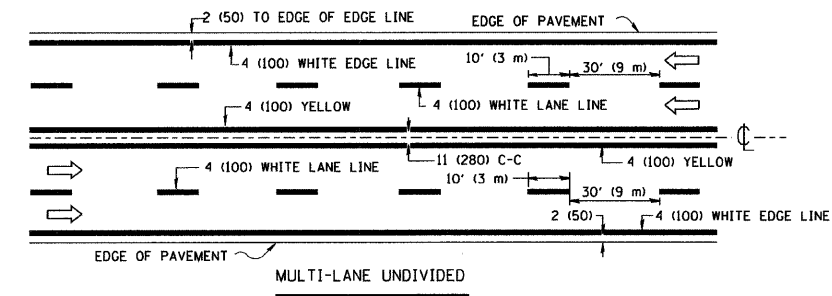 2 (50) TO EDGE OF EDGE LINE
EDGE OF PAVEMENT
4 (100) WHITE EDGE LINE
10' (3 m)
30' (9 m)
4 (100) YELLOW
4 (100) WHITE LANE LINE
4 (100) WHITE LANE LINE
11 (280) C-C
4 (100) YELLOW
10' (3 m)
30' (9 m)
2 (50)
4 (100) WHITE EDGE LINE
EDGE OF PAVEMENT
MULTI-LANE UNDIVIDED